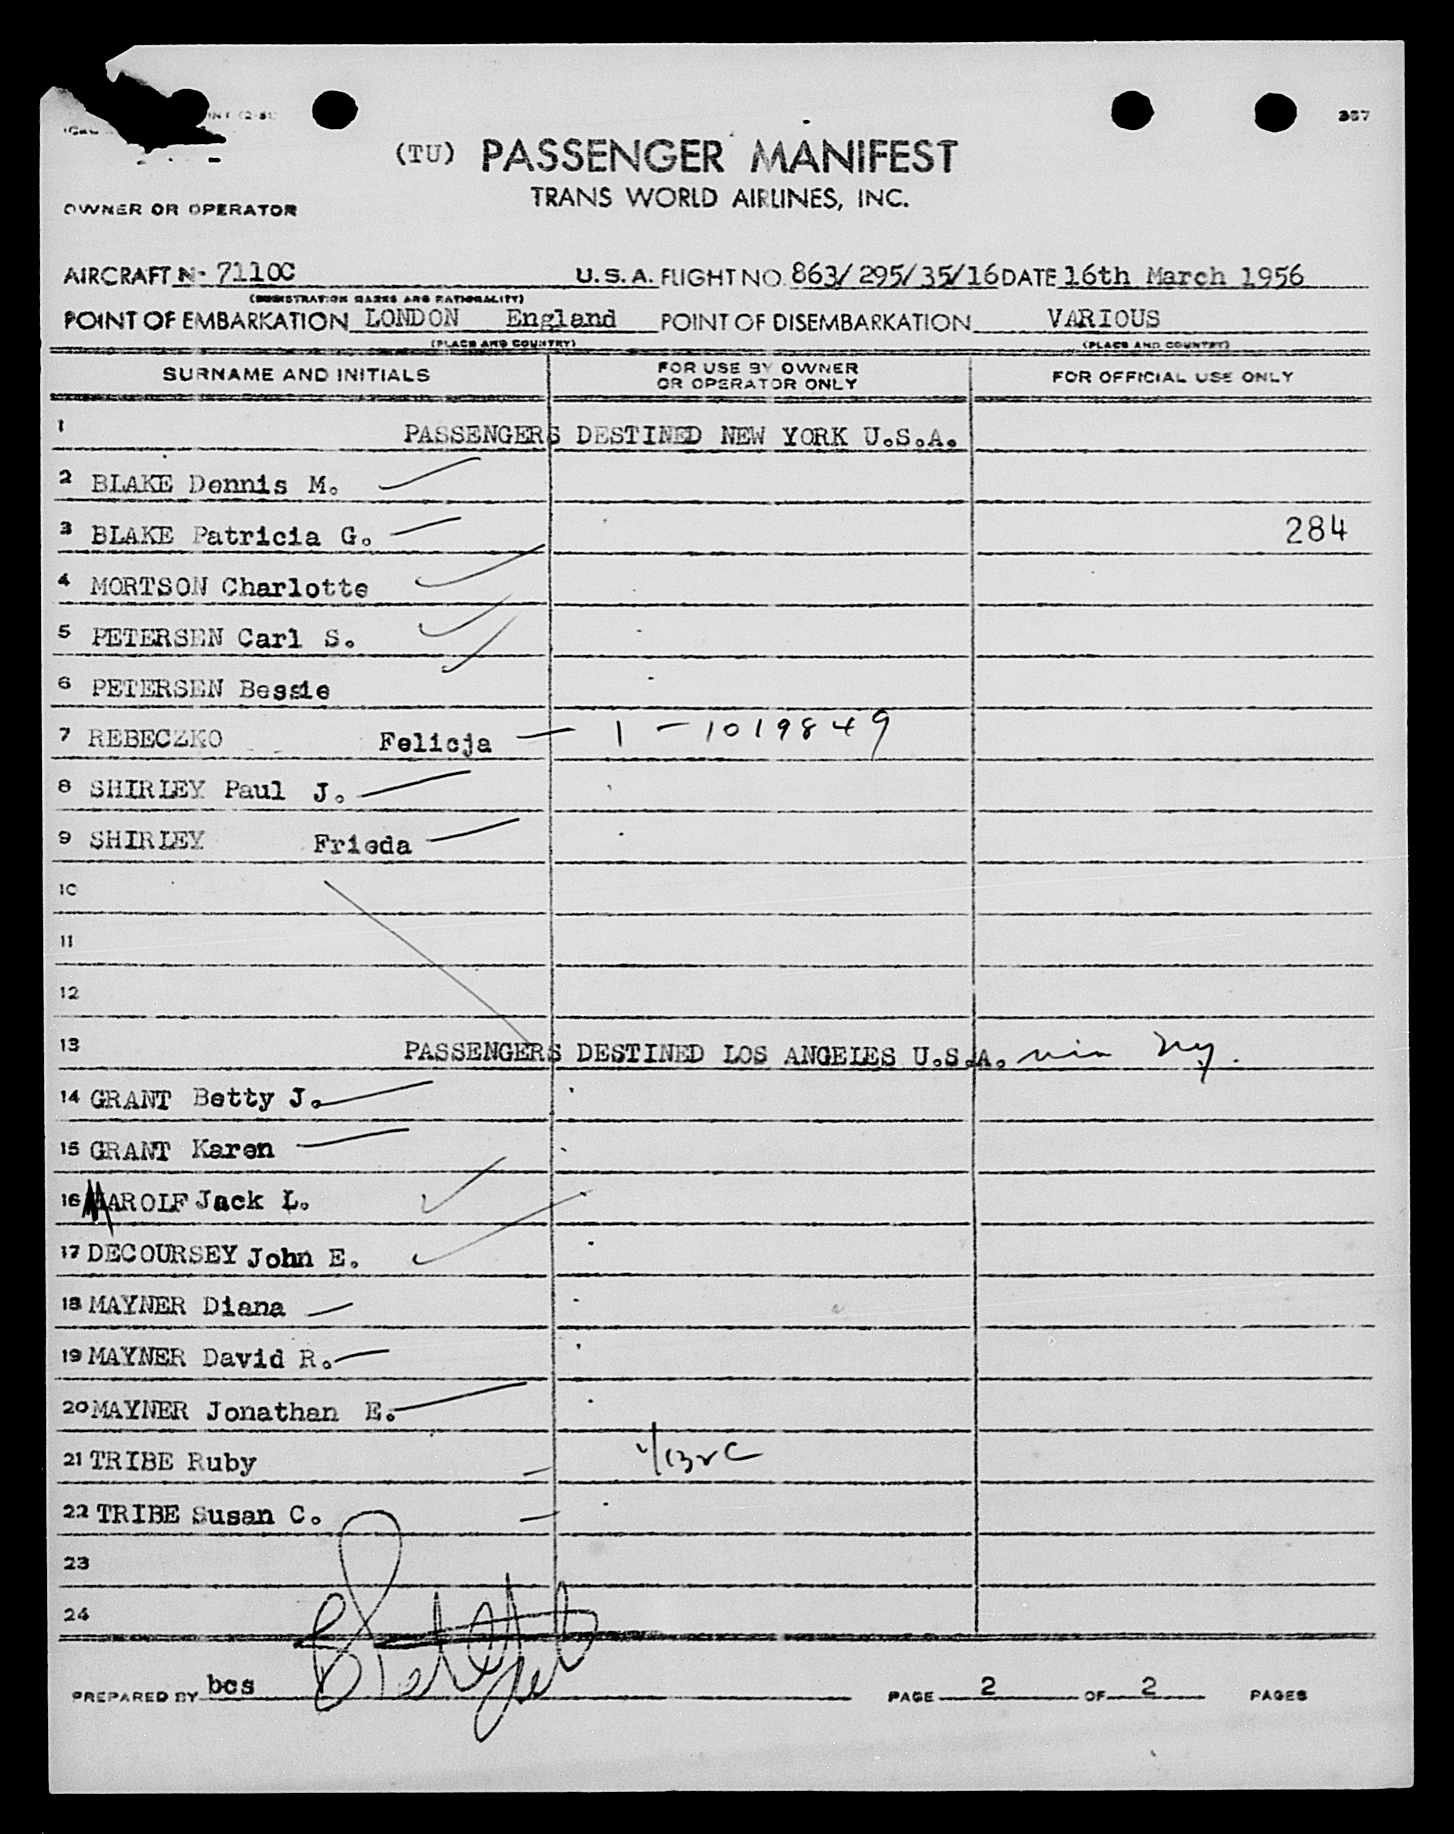 357
(TU) PASSENGER MANIFEST
TRANS WORLD AIRLINES, INC.
OWNER OR OPERATOR
AIRCRAFT N- 7110C U.S.A. FLIGHT NO. 863/295/35/16 DATE 16th March 1956
(REGISTRATION MARKS AND NATIONALITY)
POINT OF EMBARKATION LONDON England POINT OF DISEMBARKATION VARIOUS
(PLACE AND COUNTRY) (PLACE AND COUNTRY)
SURNAME AND INITIALS FOR USE BY OWNER OR OPERATOR ONLY FOR OFFICIAL USE ONLY
1 PASSENGERS DESTINED NEW YORK U.S.A.
2 BLAKE Dennis M.
3 BLAKE Patricia G. 284
4 MORTSON Charlotte
5 PETERSEN Carl S.
6 PETERSEN Bessie
7 REBECZKO Felicja 1 - 1019849
8 SHIRLEY Paul J.
9 SHIRLEY Frieda
10
11
12
13 PASSENGERS DESTINED LOS ANGELES U.S.A. via Ny.
14 GRANT Betty J.
15 GRANT Karen
16 MAROLF Jack L.
17 DECOURSEY John E.
18 MAYNER Diana
19 MAYNER David R.
20 MAYNER Jonathan E.
21 TRIBE Ruby
22 TRIBE Susan C.
23
24
PREPARED BY bcs PAGE 2 OF 2 PAGES